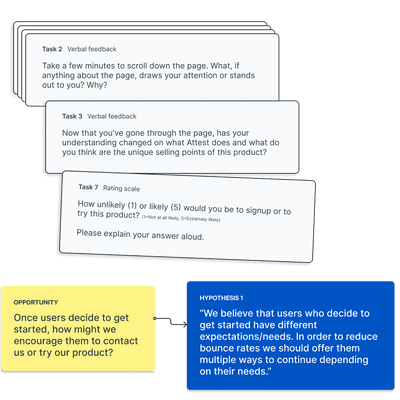 Task 2 Verbal feedback
Take a few minutes to scroll down the page. What, if
anything about the page, draws your attention or stands
out to you? Why?
Task 3 Verbal feedback
Now that you've gone through the page, has your
understanding changed on what Attest does and what do
you think are the unique selling points of this product?
Task 7 Rating scale
How unlikely (1) or likely (5) would you be to signup or to
try this product? (1=Not at all likely, 5=Extremely likely)
Please explain your answer aloud.
OPPORTUNITY
Once users decide to get
started, how might we
encourage them to contact
us or try our product?
HYPOTHESIS 1
“We believe that users who decide to
get started have different
expectations/needs. In order to reduce
bounce rates we should offer them
multiple ways to continue depending
on their needs.”